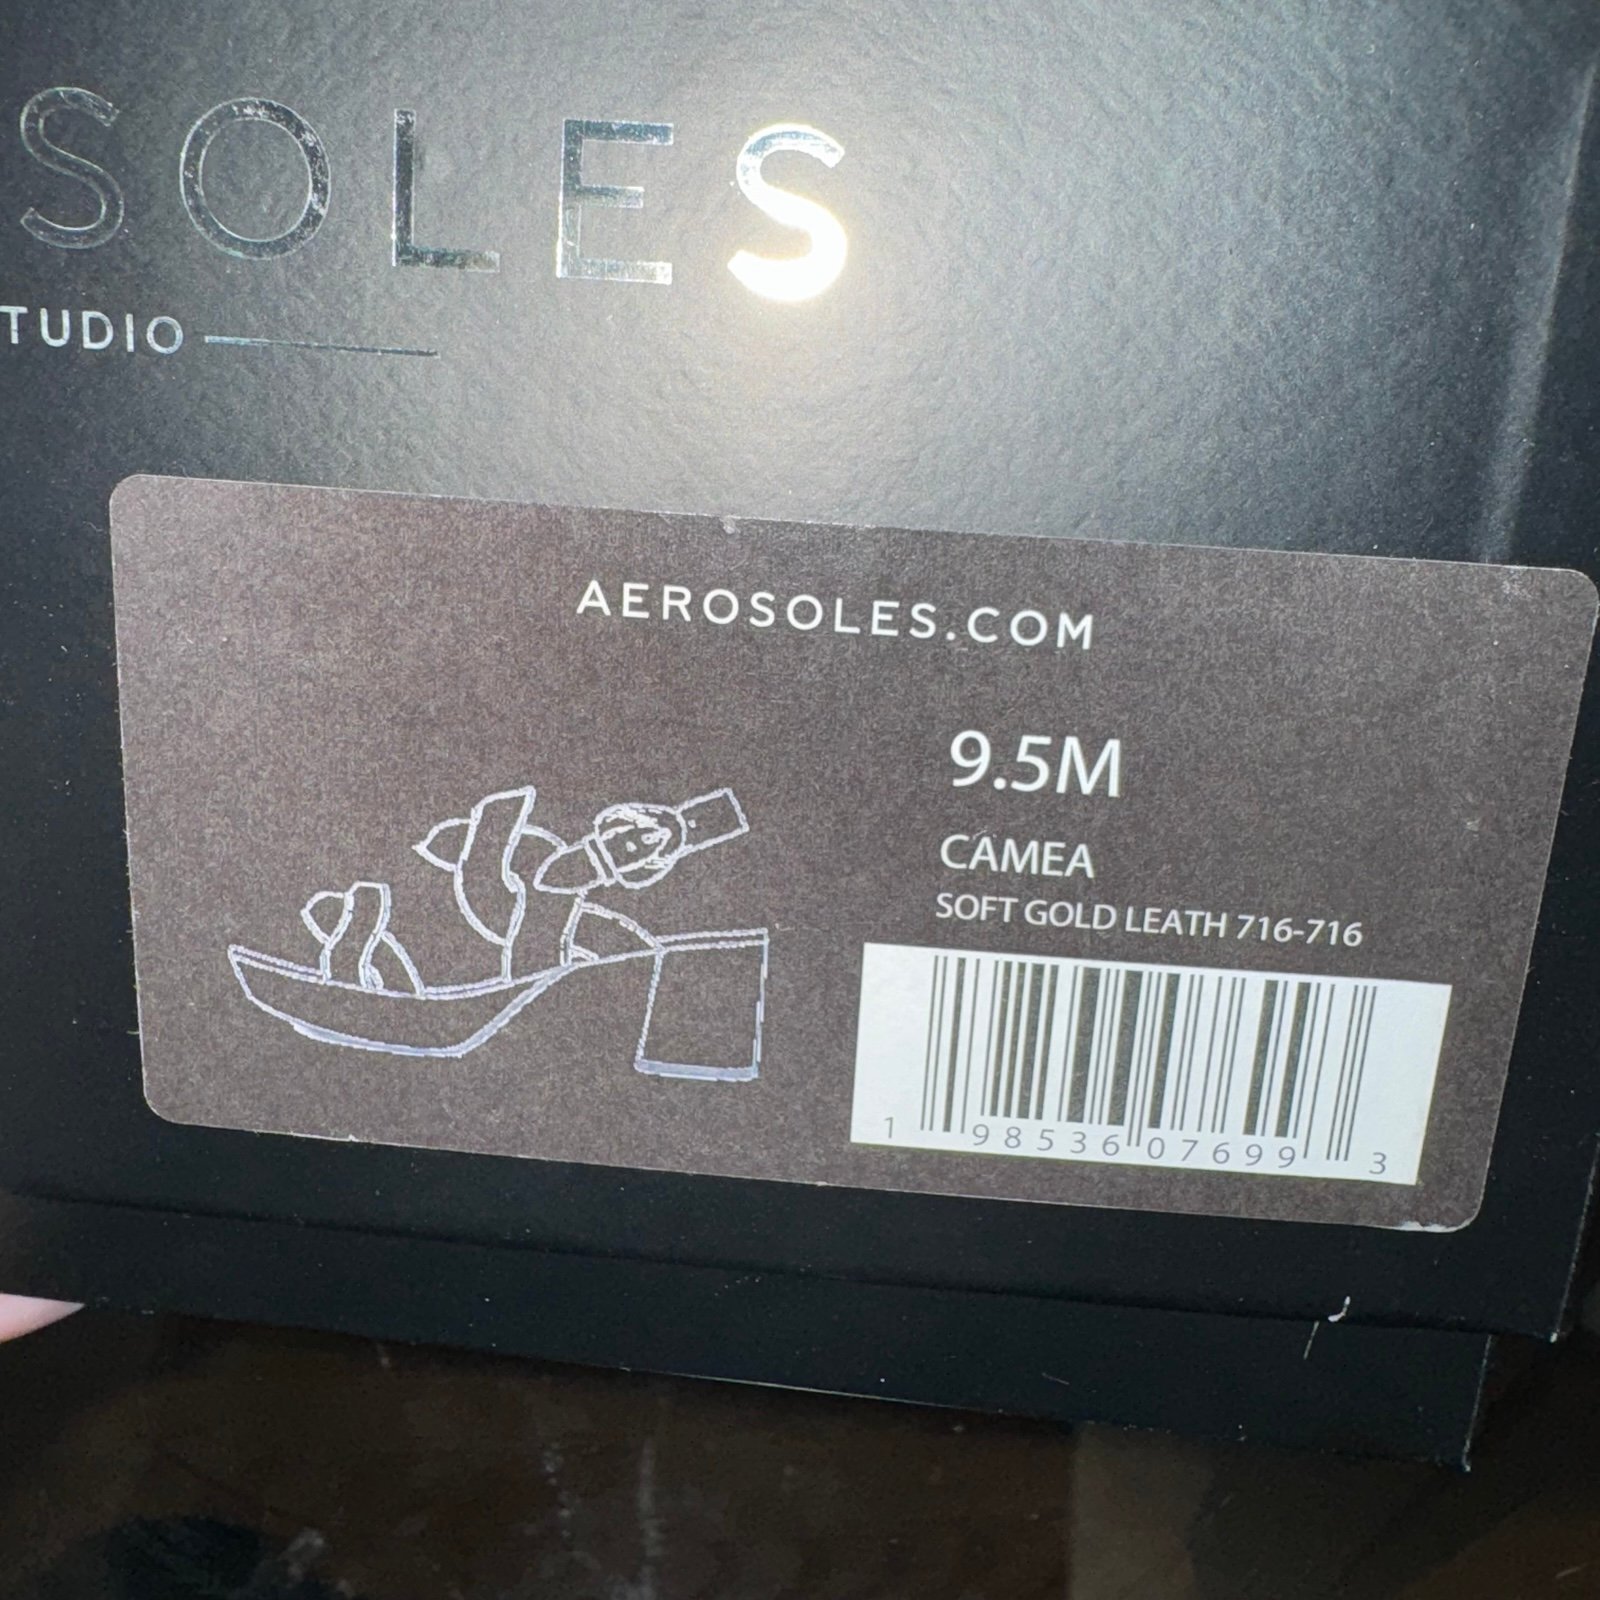 SOLES
TUDIO
AEROSOLES.COM
9.5M
CAMEA
SOFT GOLD LEATH 716-716
1 98536 07699 3